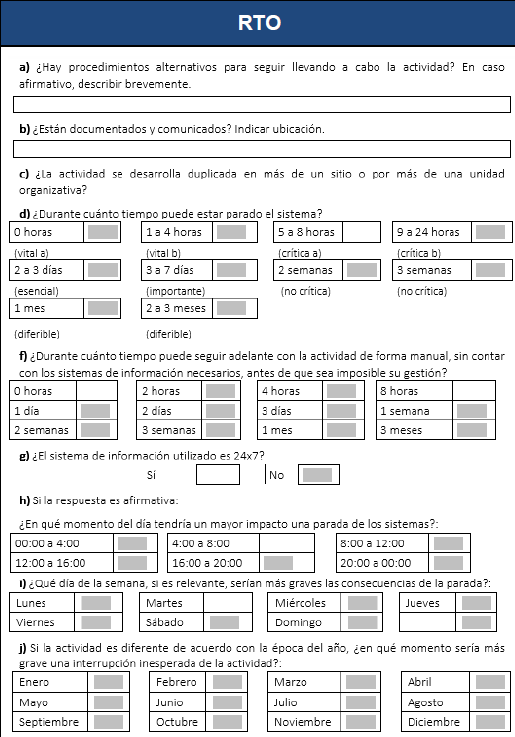 RTO
a) ¿Hay procedimientos alternativos para seguir llevando a cabo la actividad? En caso
afirmativo, describir brevemente.
b) ¿Están documentados y comunicados? Indicar ubicación.
c) ¿La actividad se desarrolla duplicada en más de un sitio o por más de una unidad
organizativa?
d) ¿Durante cuánto tiempo puede estar parado el sistema?
0 horas 1 a 4 horas 5 a 8 horas 9 a 24 horas
(vital a) (vital b) (crítica a) (crítica b)
2 a 3 días 3 a 7 días 2 semanas 3 semanas
(esencial) (importante) (no crítica) (no crítica)
1 mes 2 a 3 meses
(diferible) (diferible)
f) ¿Durante cuánto tiempo puede seguir adelante con la actividad de forma manual, sin contar
con los sistemas de información necesarios, antes de que sea imposible su gestión?
0 horas 2 horas 4 horas 8 horas
1 día 2 días 3 días 1 semana
2 semanas 3 semanas 1 mes 3 meses
g) ¿El sistema de información utilizado es 24x7?
Sí No
h) Si la respuesta es afirmativa:
¿En qué momento del día tendría un mayor impacto una parada de los sistemas?:
00:00 a 4:00 4:00 a 8:00 8:00 a 12:00
12:00 a 16:00 16:00 a 20:00 20:00 a 00:00
i) ¿Qué día de la semana, si es relevante, serían más graves las consecuencias de la parada?:
Lunes Martes Miércoles Jueves
Viernes Sábado Domingo
j) Si la actividad es diferente de acuerdo con la época del año, ¿en qué momento sería más
grave una interrupción inesperada de la actividad?:
Enero Febrero Marzo Abril
Mayo Junio Julio Agosto
Septiembre Octubre Noviembre Diciembre